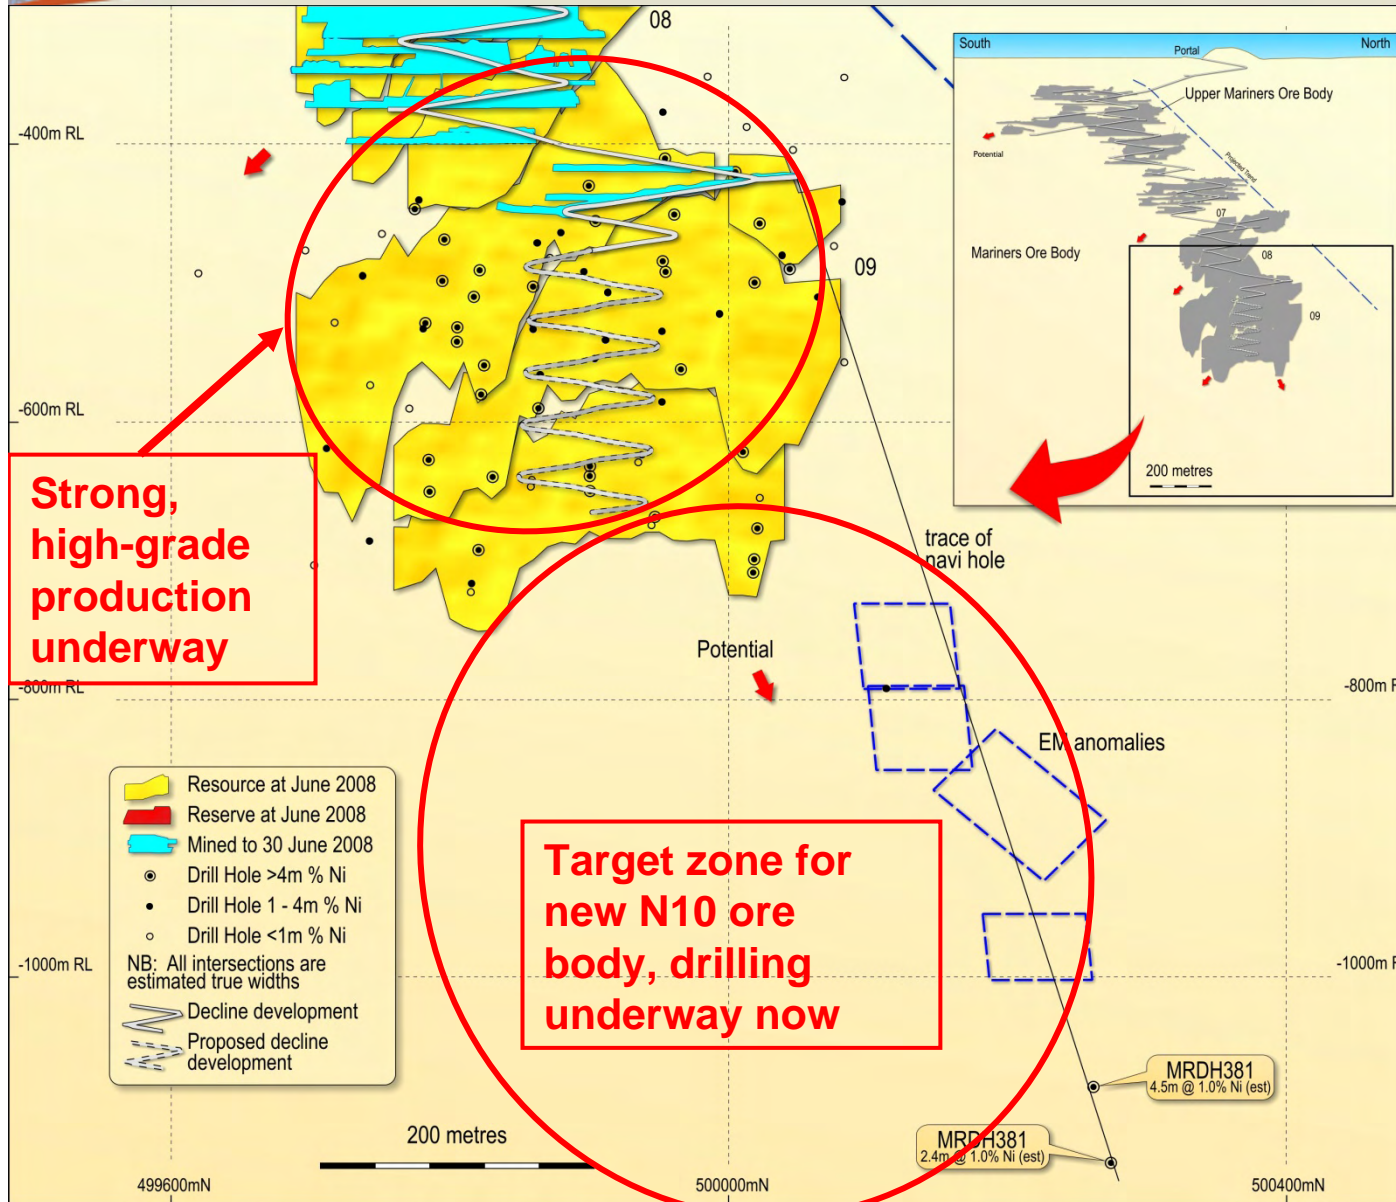 08
-400m RL
09
-600m RL
Strong,
high-grade
production
underway
trace of
navi hole
Potential
-800m RL
EM anomalies
Resource at June 2008
Reserve at June 2008
Mined to 30 June 2008
Drill Hole >4m % Ni
Drill Hole 1 - 4m % Ni
Drill Hole <1m % Ni
NB: All intersections are
estimated true widths
Decline development
Proposed decline
development
Target zone for
new N10 ore
body, drilling
underway now
-1000m RL
MRDH381
4.5m @ 1.0% Ni (est)
MRDH381
2.4m @ 1.0% Ni (est)
200 metres
499600mN
500000mN
500400mN
South
Portal
North
Upper Mariners Ore Body
Potential
Projected Trend
07
Mariners Ore Body
08
09
200 metres
-800m R
-1000m R